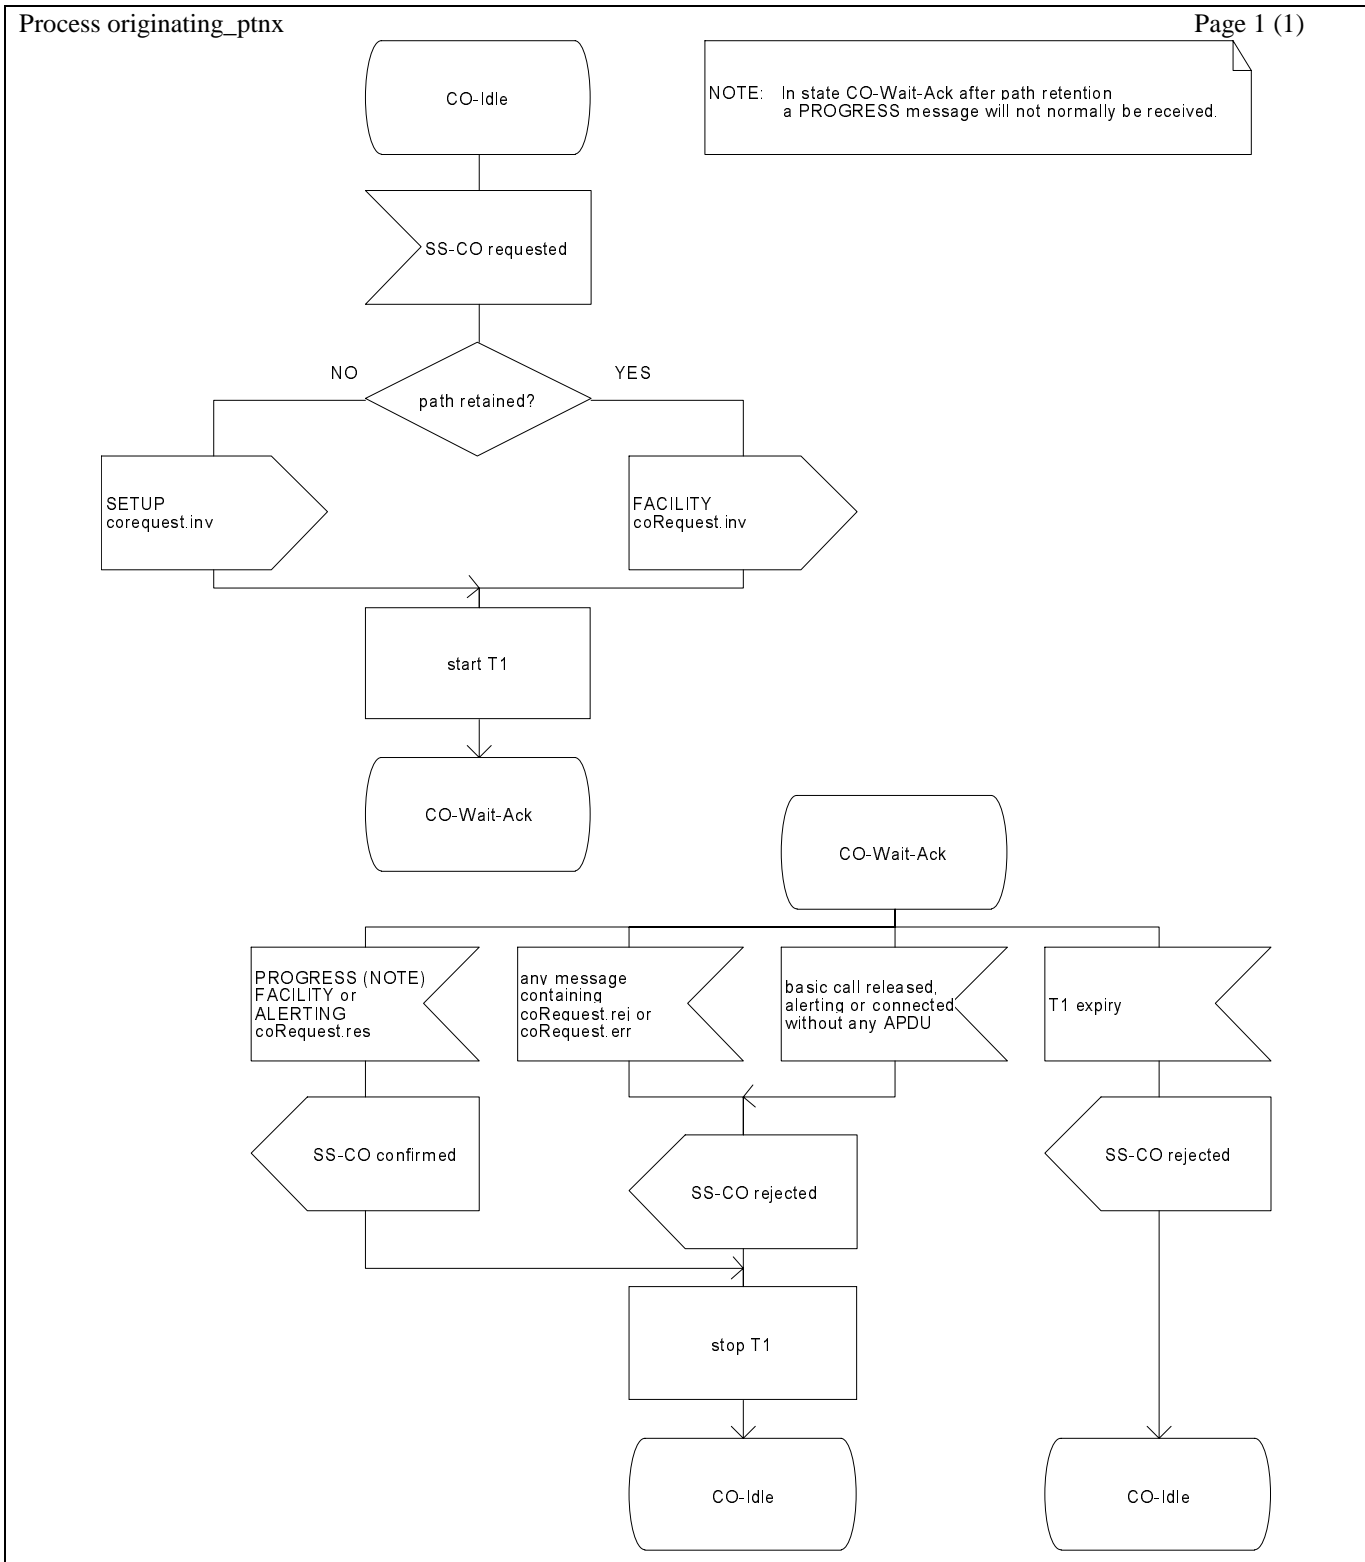 Process originating_ptnx
Page 1 (1)
CO-Idle
NOTE: In state CO-Wait-Ack after path retention
a PROGRESS message will not normally be received.
SS-CO requested
NO
YES
path retained?
SETUP
corequest.inv
FACILITY
coRequest.inv
start T1
CO-Wait-Ack
CO-Wait-Ack
PROGRESS (NOTE)
FACILITY or
ALERTING
coRequest.res
any message
containing
coRequest.rej or
coRequest.err
basic call released,
alerting or connected
without any APDU
T1 expiry
SS-CO confirmed
SS-CO rejected
SS-CO rejected
stop T1
CO-Idle
CO-Idle